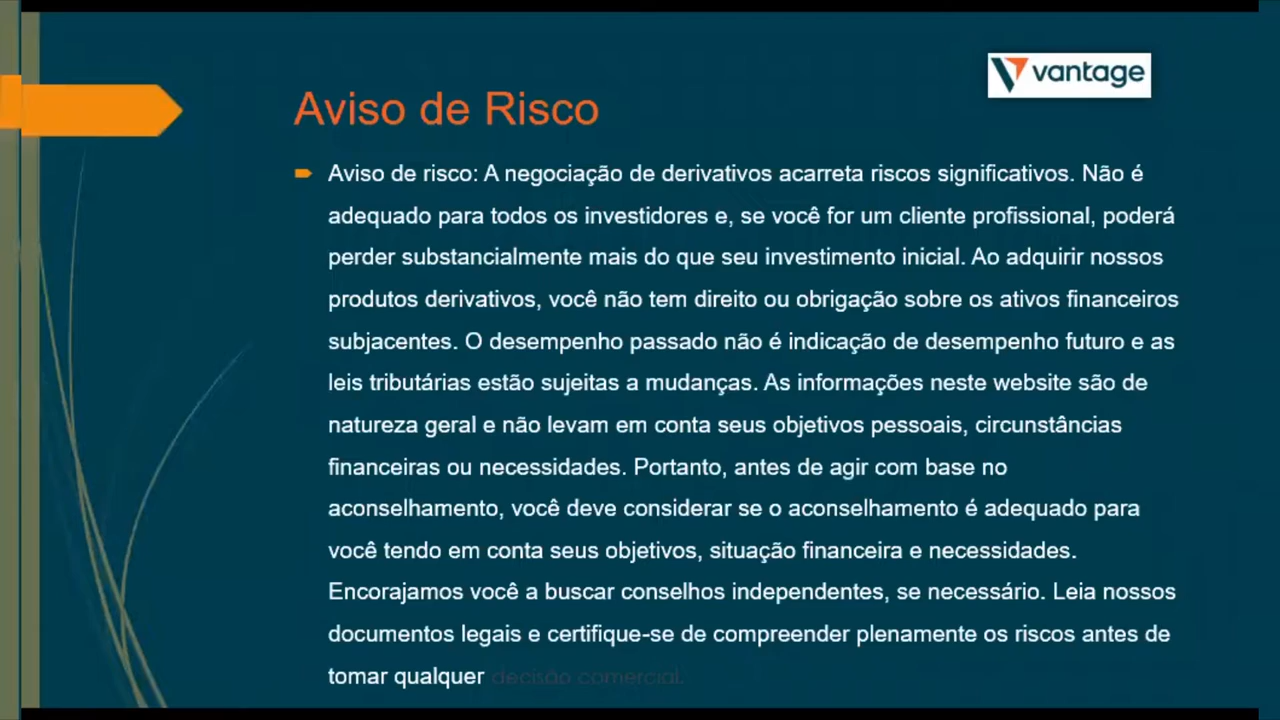 vantage
Aviso de Risco
Aviso de risco: A negociação de derivativos acarreta riscos significativos. Não é
adequado para todos os investidores e, se você for um cliente profissional, poderá
perder substancialmente mais do que seu investimento inicial. Ao adquirir nossos
produtos derivativos, você não tem direito ou obrigação sobre os ativos financeiros
subjacentes. O desempenho passado não é indicação de desempenho futuro e as
leis tributárias estão sujeitas a mudanças. As informações neste website são de
natureza geral e não levam em conta seus objetivos pessoais, circunstâncias
financeiras ou necessidades. Portanto, antes de agir com base no
aconselhamento, você deve considerar se o aconselhamento é adequado para
você tendo em conta seus objetivos, situação financeira e necessidades.
Encorajamos você a buscar conselhos independentes, se necessário. Leia nossos
documentos legais e certifique-se de compreender plenamente os riscos antes de
tomar qualquer decisão comercial.